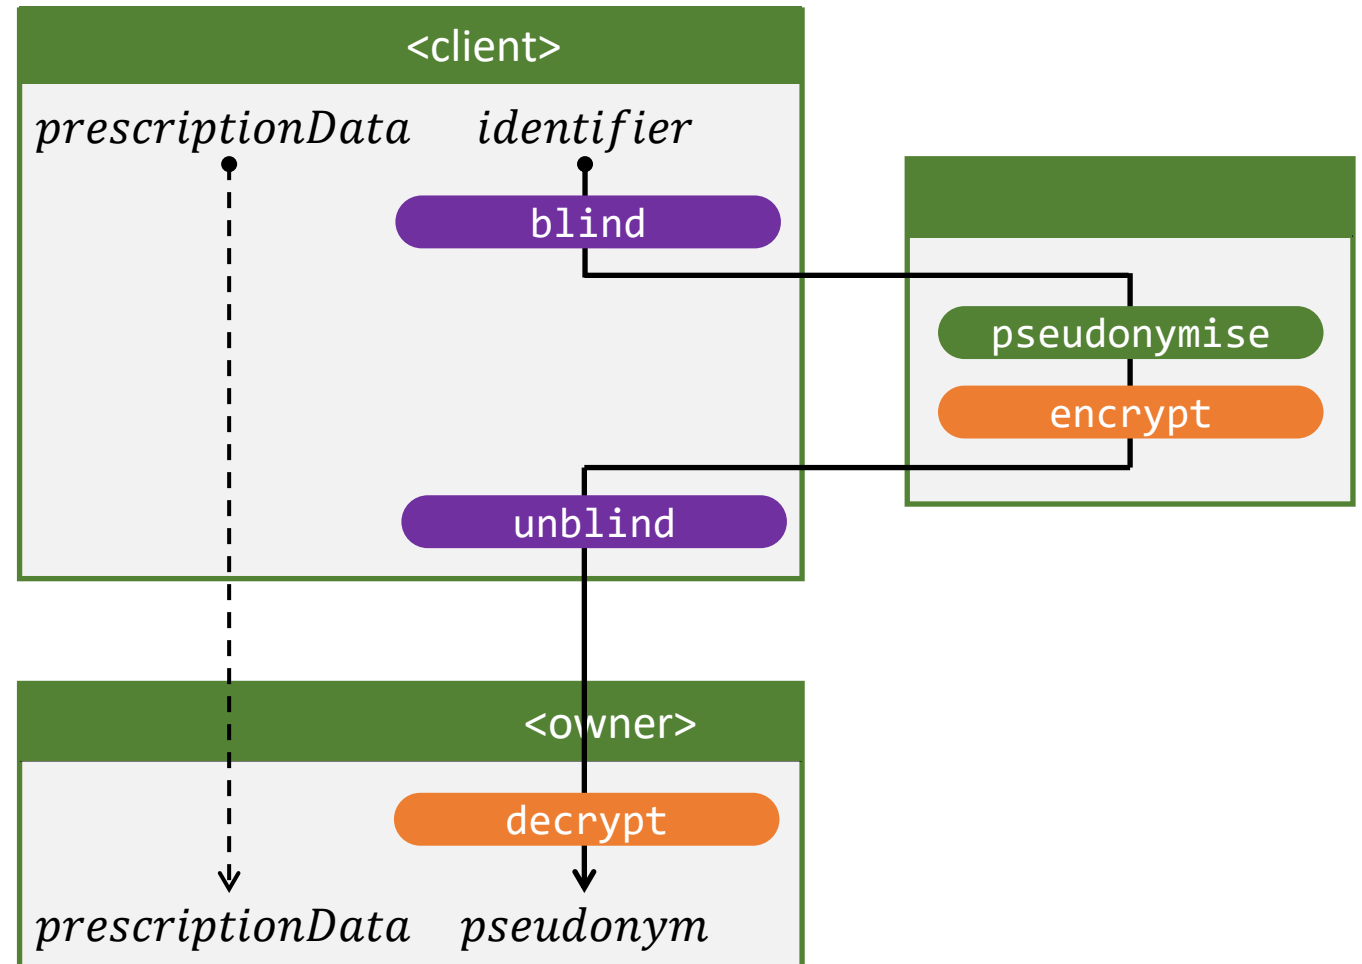 <client>
prescriptionData identifier
blind
pseudonymise
encrypt
unblind
<owner>
decrypt
prescriptionData pseudonym